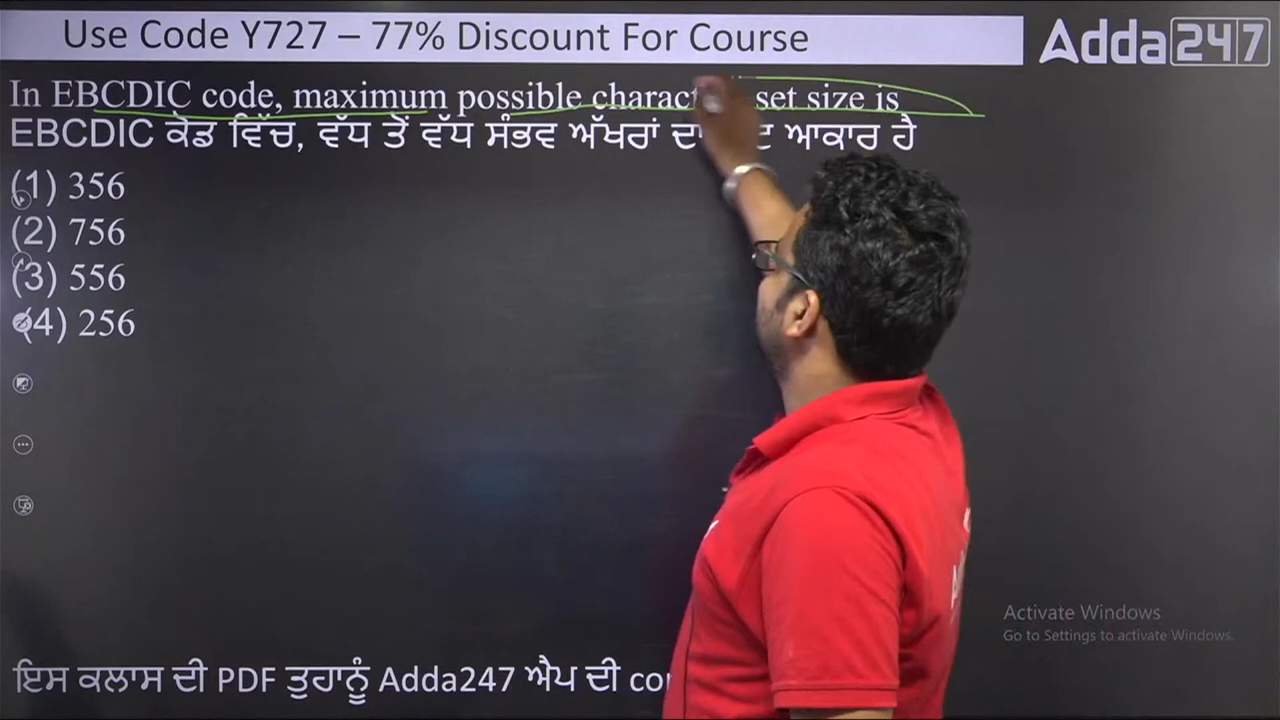 Use Code Y727 – 77% Discount For Course
Adda247
In EBCDIC code, maximum possible set size is
EBCDIC ਕੋਡ ਵਿੱਚ, ਵੱਧ ਤੋਂ ਵੱਧ ਸੰਭਵ ਅੱਖਰਾਂ ਆਕਾਰ ਹੈ
(1) 356
(2) 756
(3) 556
(4) 256
Activate Windows
Go to Settings to activate Windows.
ਇਸ ਕਲਾਸ ਦੀ PDF ਤੁਹਾਨੂੰ Adda247 ਐਪ ਦੀ